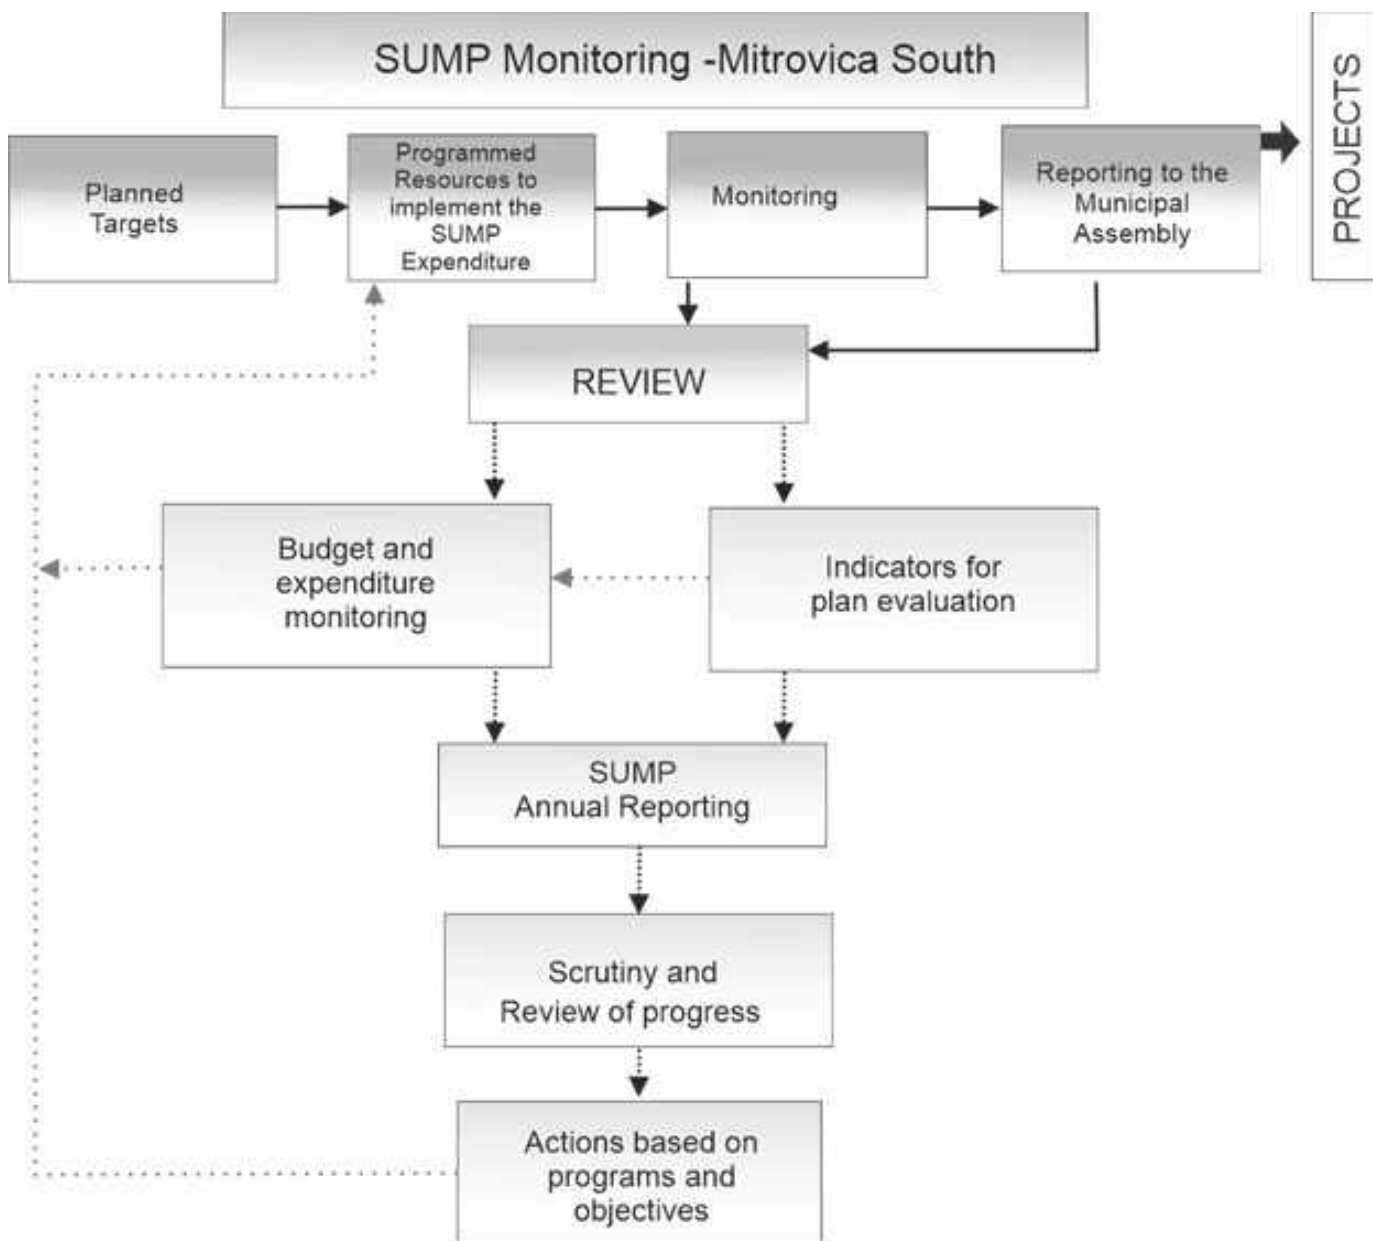 SUMP Monitoring -Mitrovica South
PROJECTS
Planned
Targets
Programmed
Resources to
implement the
SUMP
Expenditure
Monitoring
Reporting to the
Municipal
Assembly
REVIEW
Budget and
expenditure
monitoring
Indicators for
plan evaluation
SUMP
Annual Reporting
Scrutiny and
Review of progress
Actions based on
programs and
objectives